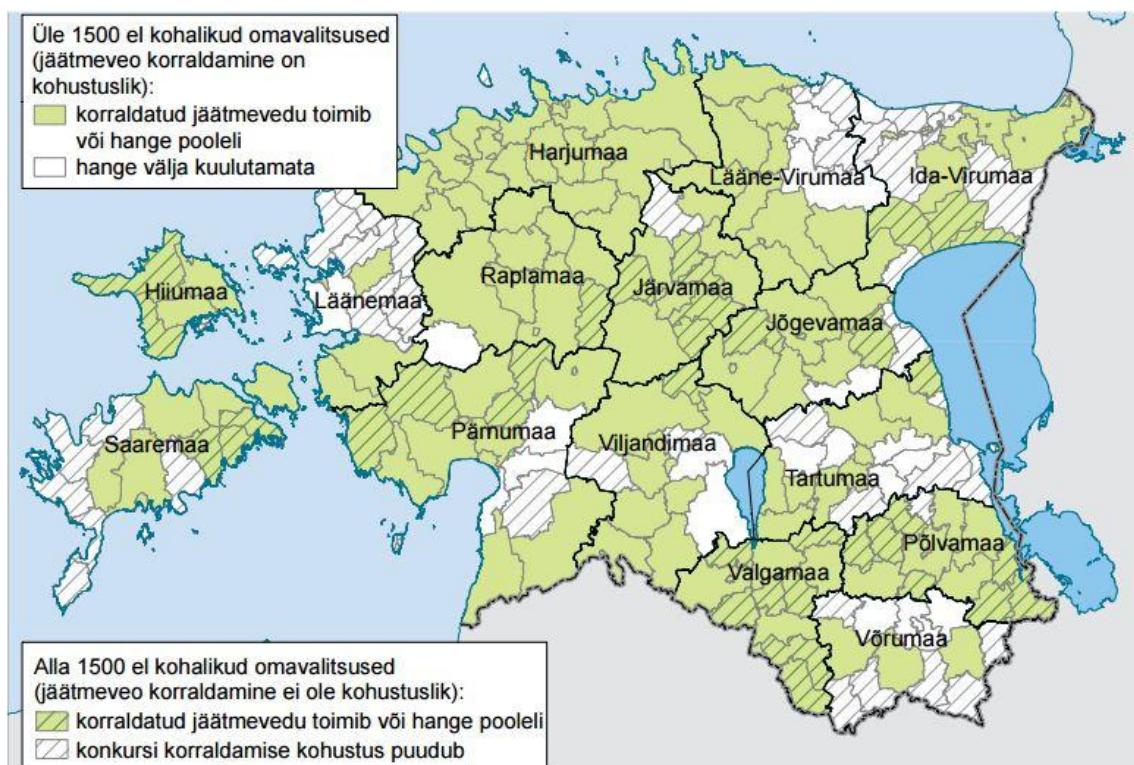 Üle 1500 el kohalikud omavalitsused
(jäätmeveo korraldamine on
kohustuslik):
korraldatud jäätmevedu toimib
või hange pooleli
hange välja kuulutamata
Harjumaa
Lääne-Virumaa
Ida-Virumaa
Hiiumaa
Läänemaa
Raplamaa
Järvamaa
Jõgevamaa
Saaremaa
Pärnumaa
Viljandimaa
Tartumaa
Põlvamaa
Valgamaa
Võrumaa
Alla 1500 el kohalikud omavalitsused
(jäätmeveo korraldamine ei ole kohustuslik):
korraldatud jäätmevedu toimib või hange pooleli
konkursi korraldamise kohustus puudub